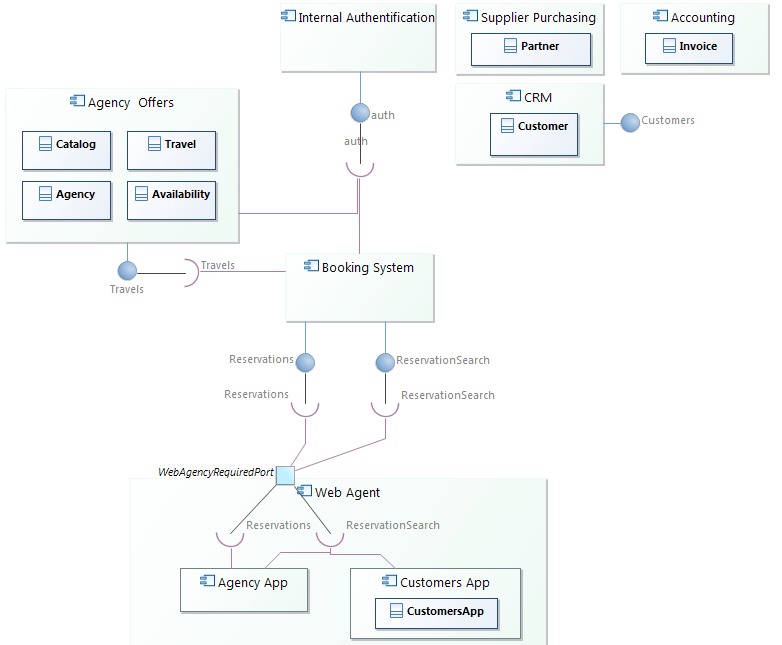 Internal Authentification
Supplier Purchasing
Partner
Accounting
Invoice
CRM
Customer
Customers
Agency Offers
Catalog
Travel
Agency
Availability
auth
auth
Travels
Travels
Booking System
Reservations
ReservationSearch
Reservations
ReservationSearch
WebAgencyRequiredPort
Web Agent
Reservations
ReservationSearch
Agency App
Customers App
CustomersApp